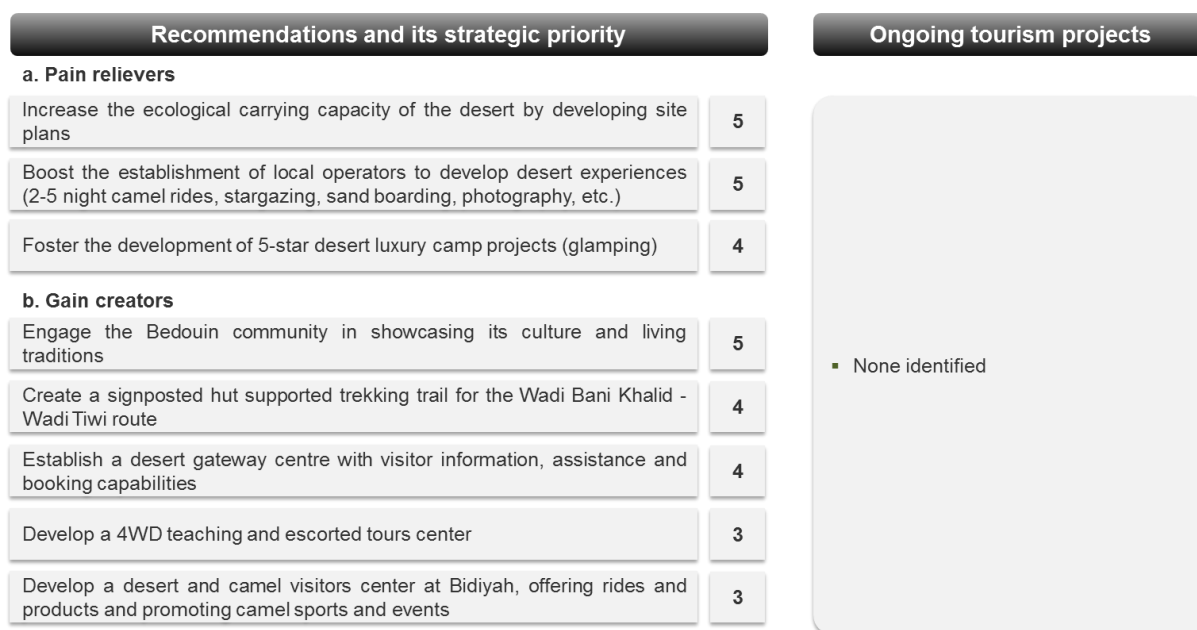 Recommendations and its strategic priority
a. Pain relievers
Increase the ecological carrying capacity of the desert by developing site
plans
5
Boost the establishment of local operators to develop desert experiences
(2-5 night camel rides, stargazing, sand boarding, photography, etc.)
5
Foster the development of 5-star desert luxury camp projects (glamping)
4
b. Gain creators
Engage the Bedouin community in showcasing its culture and living
traditions
5
Create a signposted hut supported trekking trail for the Wadi Bani Khalid -
Wadi Tiwi route
4
Establish a desert gateway centre with visitor information, assistance and
booking capabilities
4
Develop a 4WD teaching and escorted tours center
3
Develop a desert and camel visitors center at Bidiyah, offering rides and
products and promoting camel sports and events
3
Ongoing tourism projects
▪ None identified